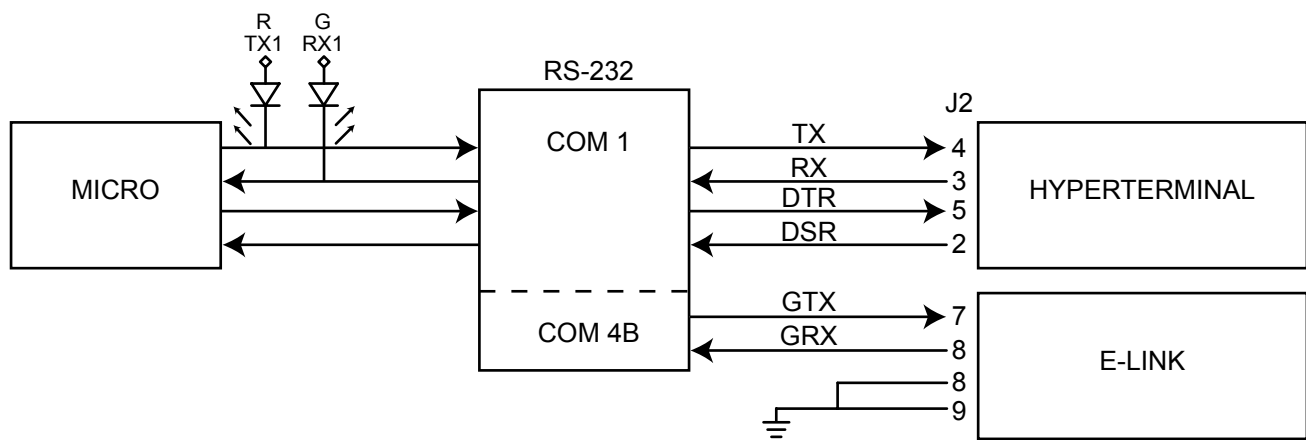 R
TX1
G
RX1
RS-232
J2
MICRO
COM 1
COM 4B
TX
RX
DTR
DSR
GTX
GRX
4
3
5
2
7
8
8
9
HYPERTERMINAL
E-LINK